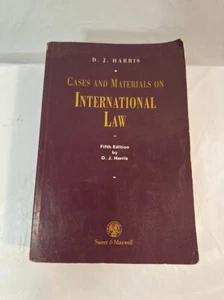 D. J. HARRIS
CASES AND MATERIALS ON
INTERNATIONAL
LAW
Fifth Edition
by
D. J. Harris
Sweet & Maxwell